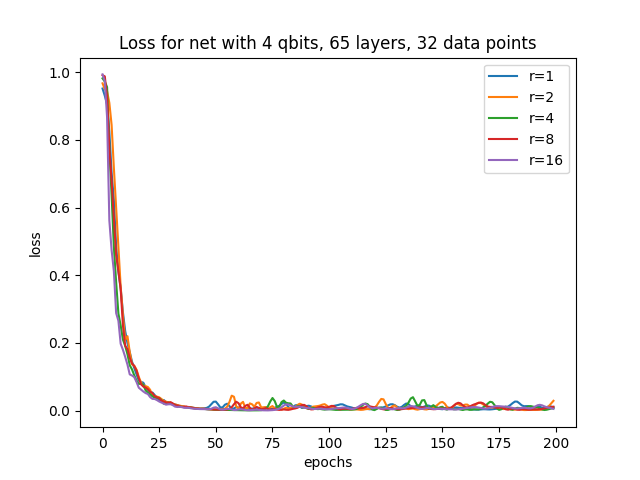 Loss for net with 4 qbits, 65 layers, 32 data points
1.0
0.8
0.6
0.4
0.2
0.0
loss
r=1
r=2
r=4
r=8
r=16
0 25 50 75 100 125 150 175 200
epochs